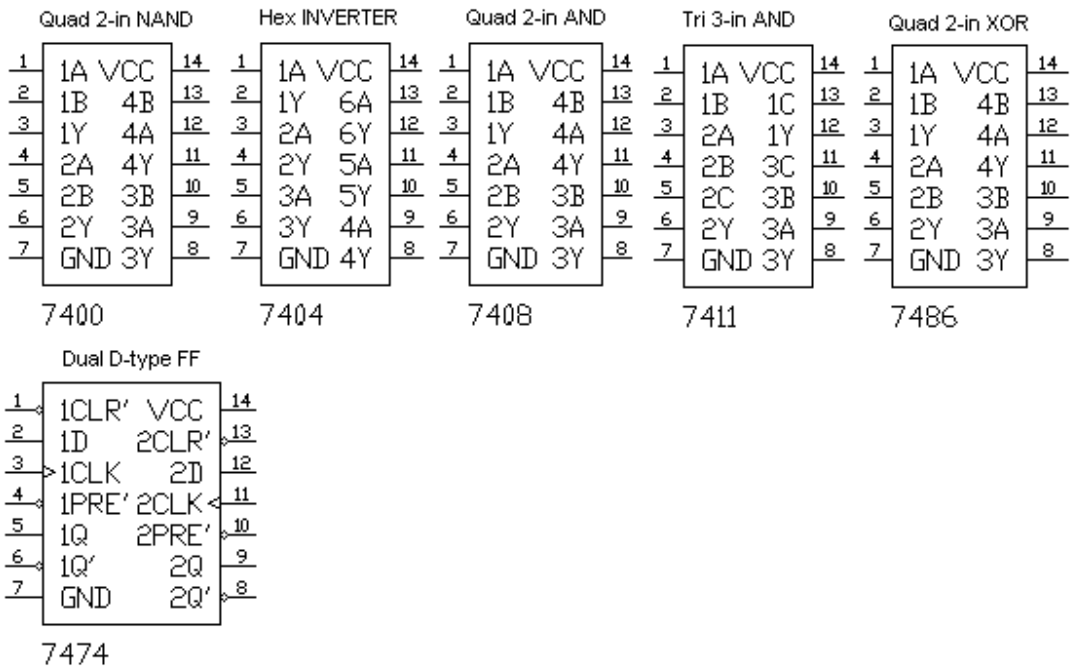 Quad 2-in NAND
1 1A VCC 14
2 1B 4B 13
3 1Y 4A 12
4 2A 4Y 11
5 2B 3B 10
6 2Y 3A 9
7 GND 3Y 8
7400
Hex INVERTER
1 1A VCC 14
2 1Y 6A 13
3 2A 6Y 12
4 2Y 5A 11
5 3A 5Y 10
6 3Y 4A 9
7 GND 4Y 8
7404
Quad 2-in AND
1 1A VCC 14
2 1B 4B 13
3 1Y 4A 12
4 2A 4Y 11
5 2B 3B 10
6 2Y 3A 9
7 GND 3Y 8
7408
Tri 3-in AND
1 1A VCC 14
2 1B 1C 13
3 2A 1Y 12
4 2B 3C 11
5 2C 3B 10
6 2Y 3A 9
7 GND 3Y 8
7411
Quad 2-in XOR
1 1A VCC 14
2 1B 4B 13
3 1Y 4A 12
4 2A 4Y 11
5 2B 3B 10
6 2Y 3A 9
7 GND 3Y 8
7486
Dual D-type FF
1 1CLR' VCC 14
2 1D 2CLR' 13
3 1CLK 2D 12
4 1PRE' 2CLK 11
5 1Q 2PRE' 10
6 1Q' 2Q 9
7 GND 2Q' 8
7474